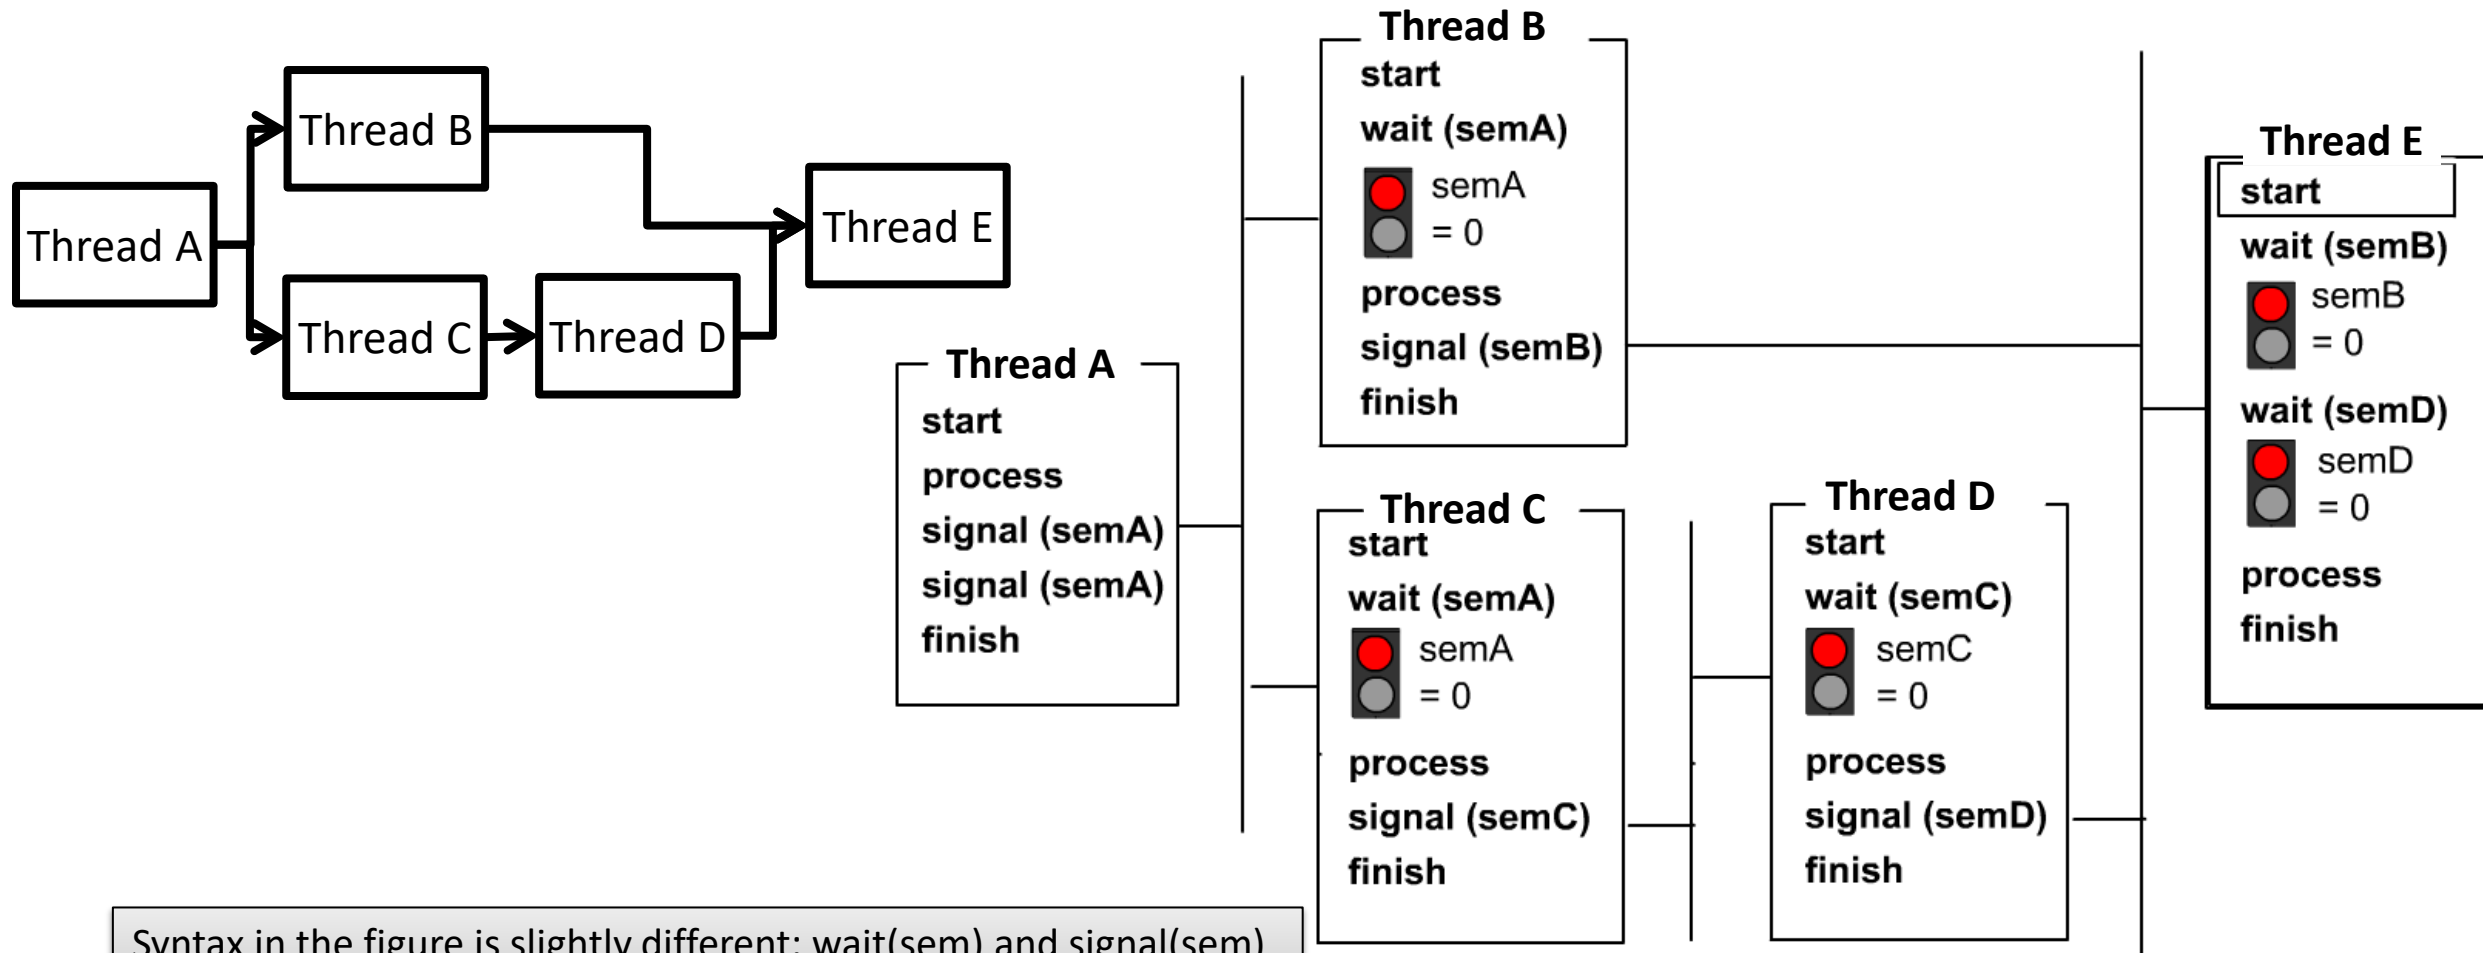 Thread A
Thread B
Thread C
Thread D
Thread E
Thread A
start
process
signal (semA)
signal (semA)
finish
Thread B
start
wait (semA)
semA
= 0
process
signal (semB)
finish
Thread C
start
wait (semA)
semA
= 0
process
signal (semC)
finish
Thread D
start
wait (semC)
semC
= 0
process
signal (semD)
finish
Thread E
start
wait (semB)
semB
= 0
wait (semD)
semD
= 0
process
finish
Syntax in the figure is slightly different: wait(sem) and signal(sem)